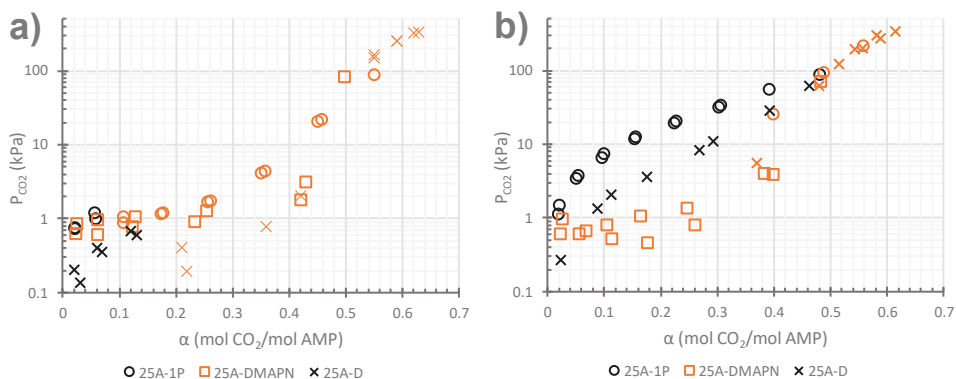 a)
P_CO2 (kPa)
100
10
1
0.1
0 0.1 0.2 0.3 0.4 0.5 0.6 0.7
α (mol CO2/mol AMP)
25A-1P 25A-DMAPN 25A-D
b)
P_CO2 (kPa)
100
10
1
0.1
0 0.1 0.2 0.3 0.4 0.5 0.6 0.7
α (mol CO2/mol AMP)
25A-1P 25A-DMAPN 25A-D